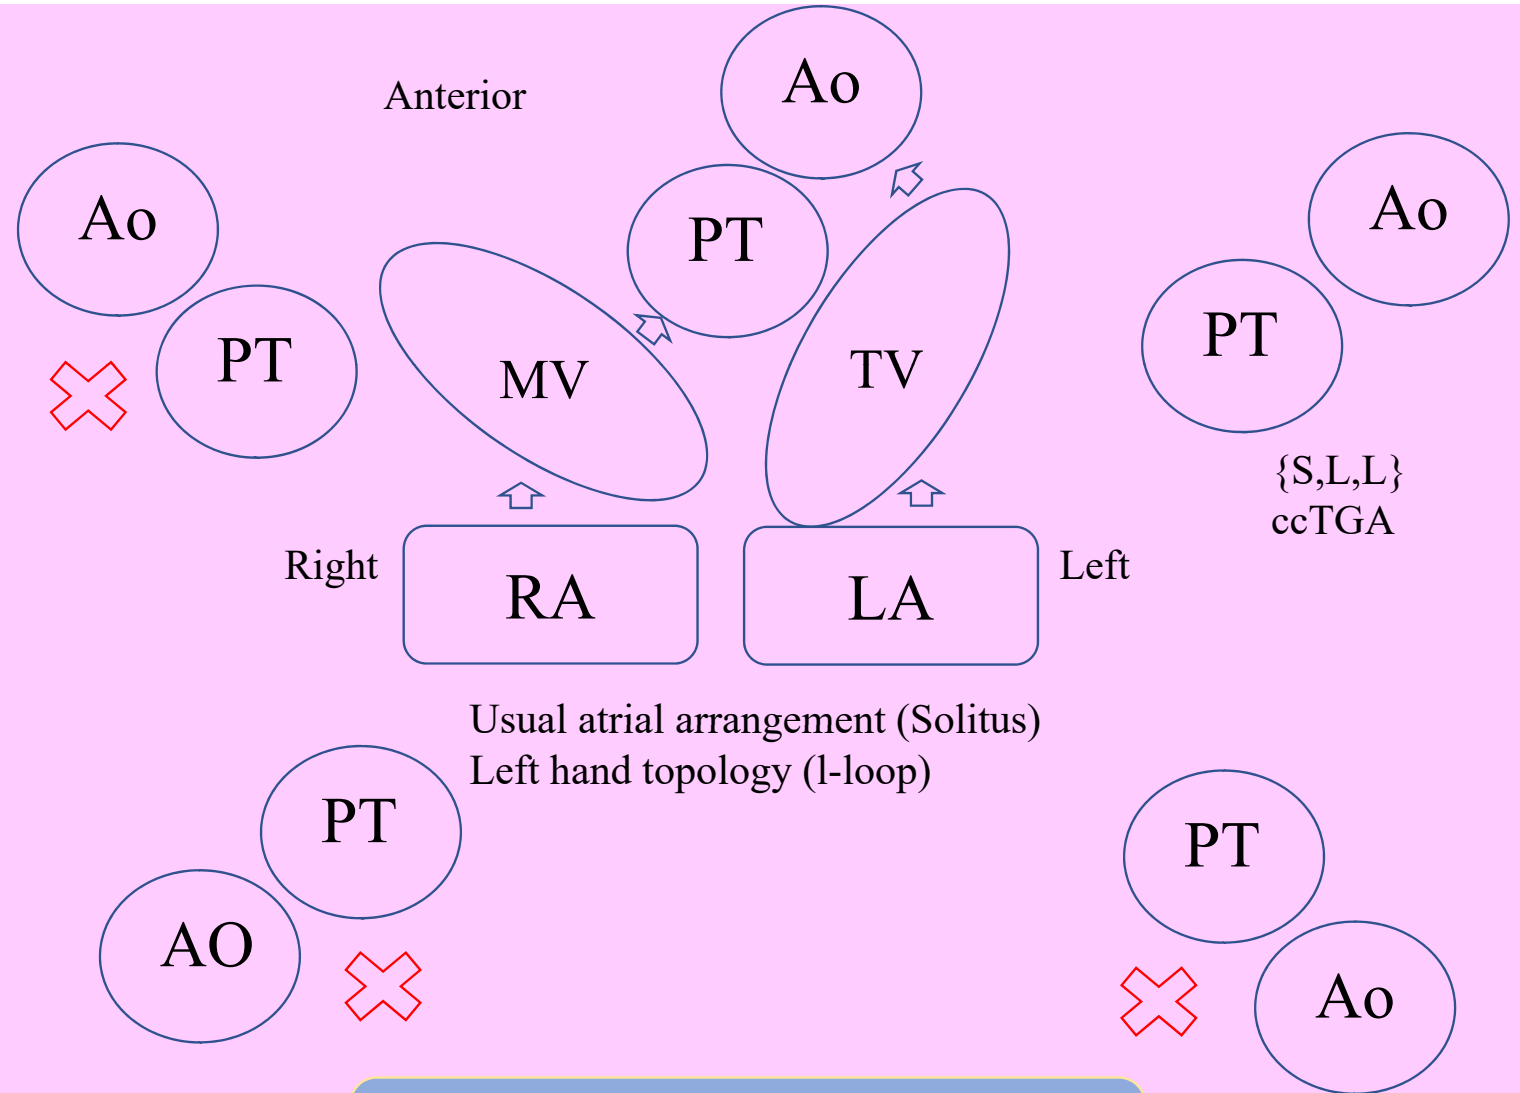 Ao
Anterior
Ao
PT
Ao
Ao
PT
PT
MV
TV
{S,L,L}
ccTGA
Right
RA
LA
Left
Usual atrial arrangement (Solitus)
Left hand topology (l-loop)
PT
AO
PT
Ao